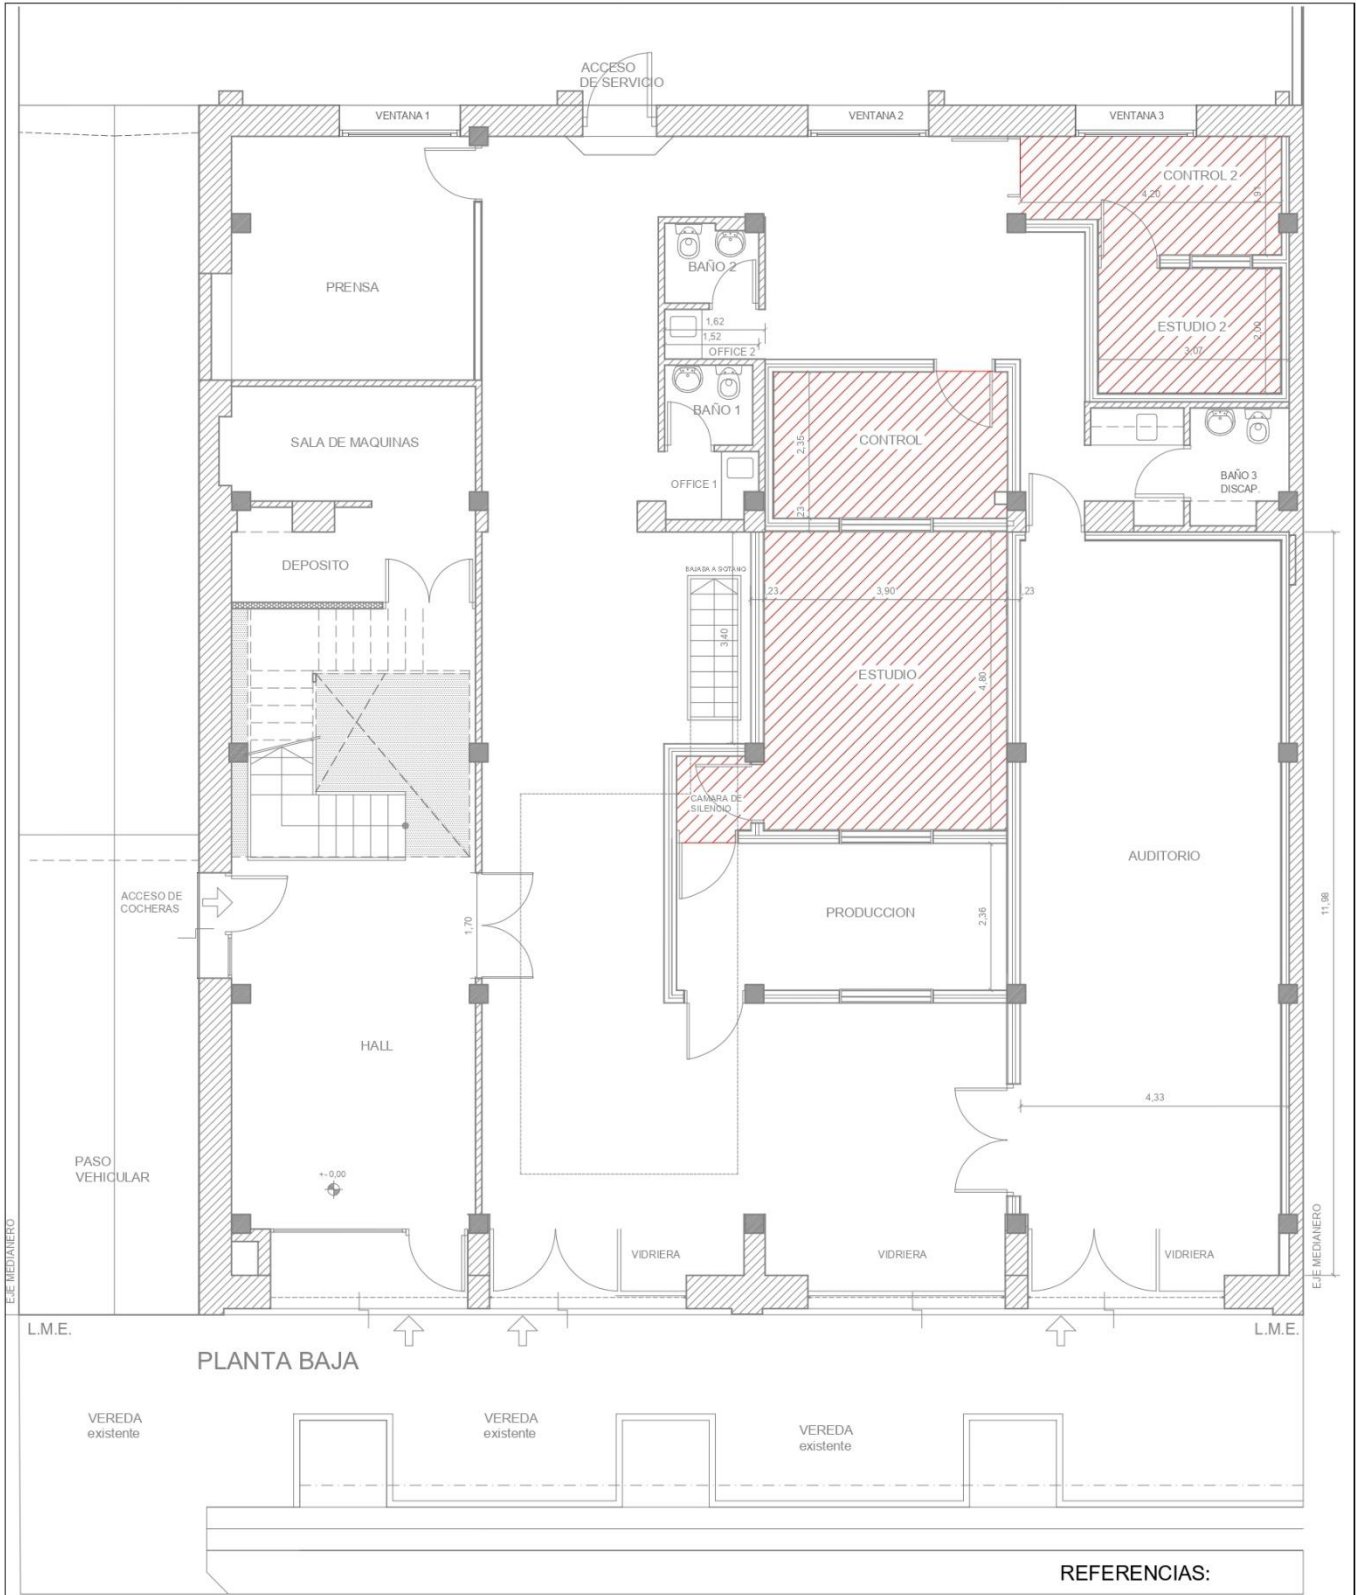 ACCESO
DE SERVICIO
VENTANA 1
VENTANA 2
VENTANA 3
CONTROL 2
4,20
1,97
BAÑO 2
PRENSA
1,62
1,52
OFFICE 2
ESTUDIO 2
2,00
3,07
BAÑO 1
SALA DE MAQUINAS
CONTROL
2,35
OFFICE 1
BAÑO 3
DISCAP.
,23
DEPOSITO
BAJADA A SOTANO
,23
3,90
,23
3,40
ESTUDIO
4,80
CAMARA DE
SILENCIO
AUDITORIO
ACCESO DE
COCHERAS
1,70
PRODUCCION
2,36
11,98
HALL
4,33
PASO
VEHICULAR
+-0,00
EJE MEDIANERO
VIDRIERA
VIDRIERA
VIDRIERA
EJE MEDIANERO
L.M.E.
L.M.E.
PLANTA BAJA
VEREDA
existente
VEREDA
existente
VEREDA
existente
REFERENCIAS: